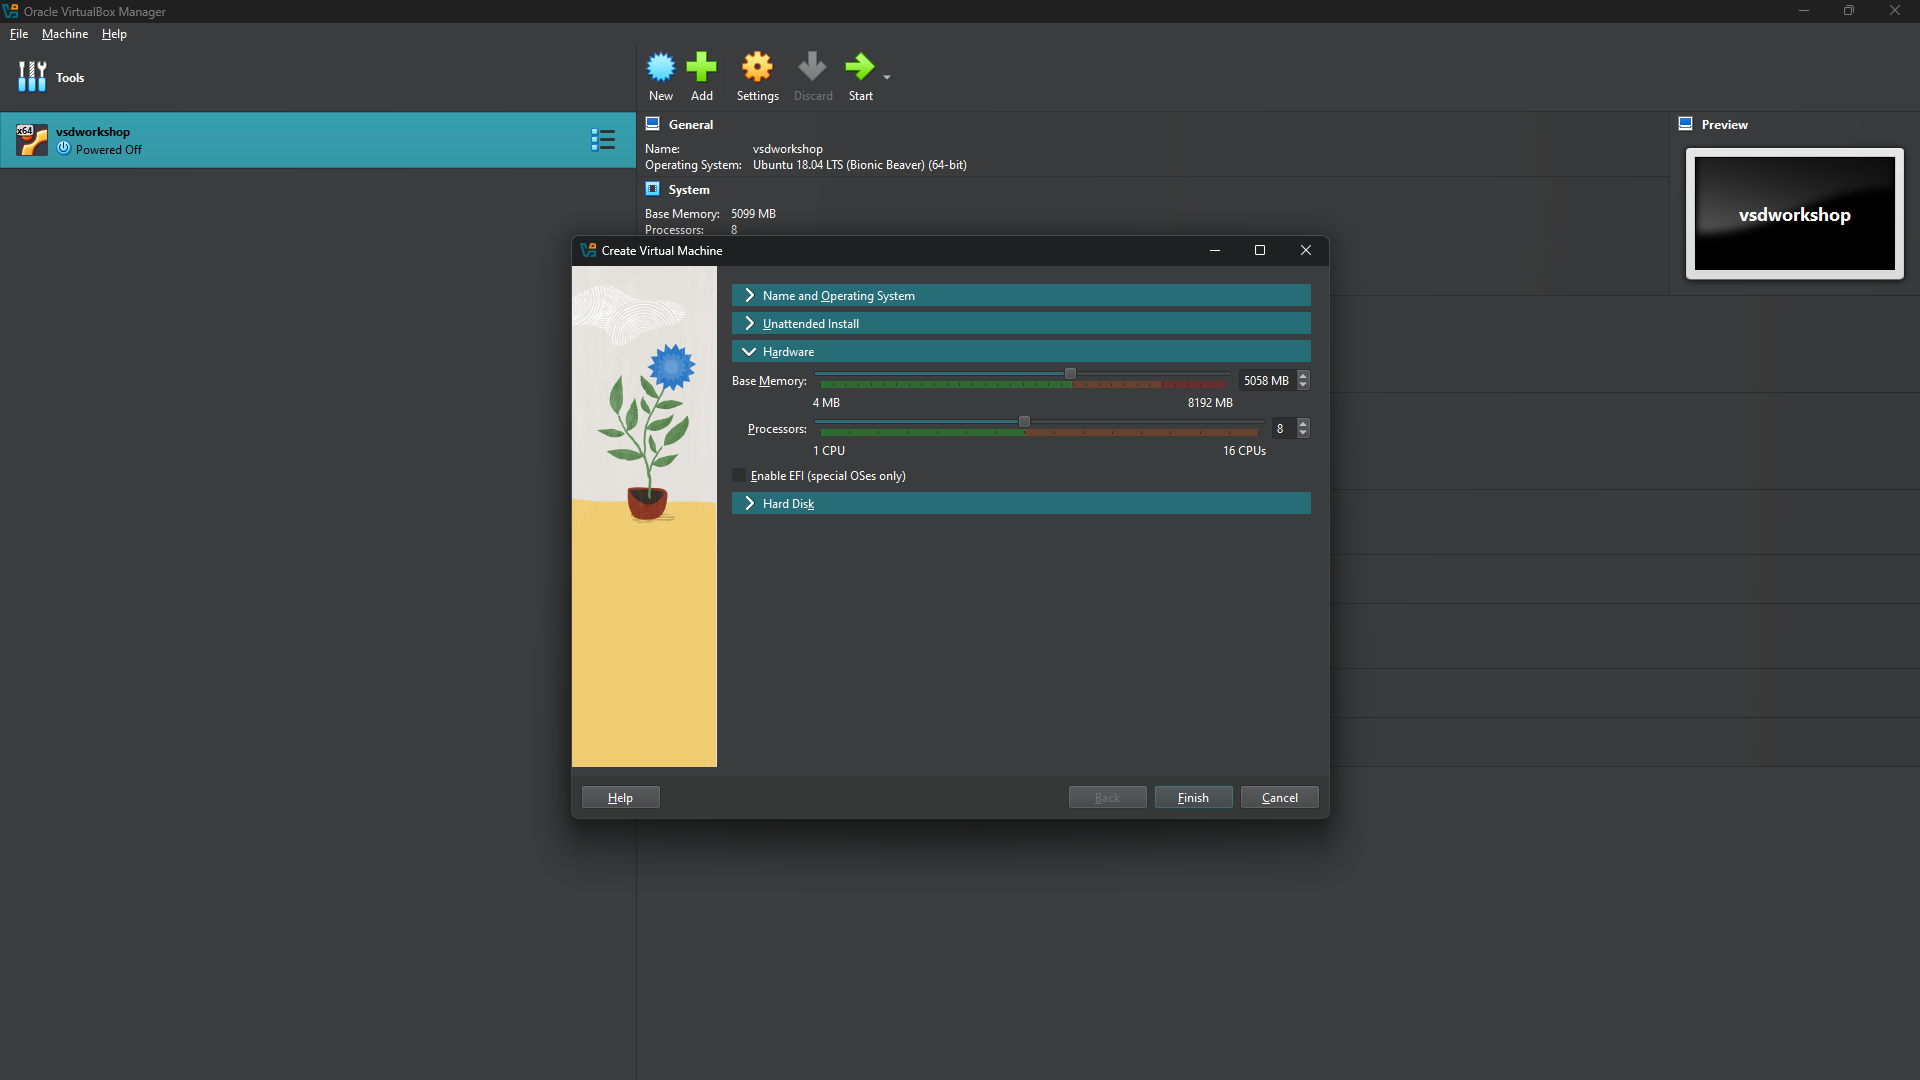 Oracle VirtualBox Manager
File Machine Help
Tools
New Add Settings Discard Start
x64
vsdworkshop
Powered Off
General
Name: vsdworkshop
Operating System: Ubuntu 18.04 LTS (Bionic Beaver) (64-bit)
System
Base Memory: 5099 MB
Processors: 8
Preview
vsdworkshop
Create Virtual Machine
Name and Operating System
Unattended Install
Hardware
Base Memory: 5058 MB
4 MB 8192 MB
Processors: 8
1 CPU 16 CPUs
Enable EFI (special OSes only)
Hard Disk
Help Back Finish Cancel